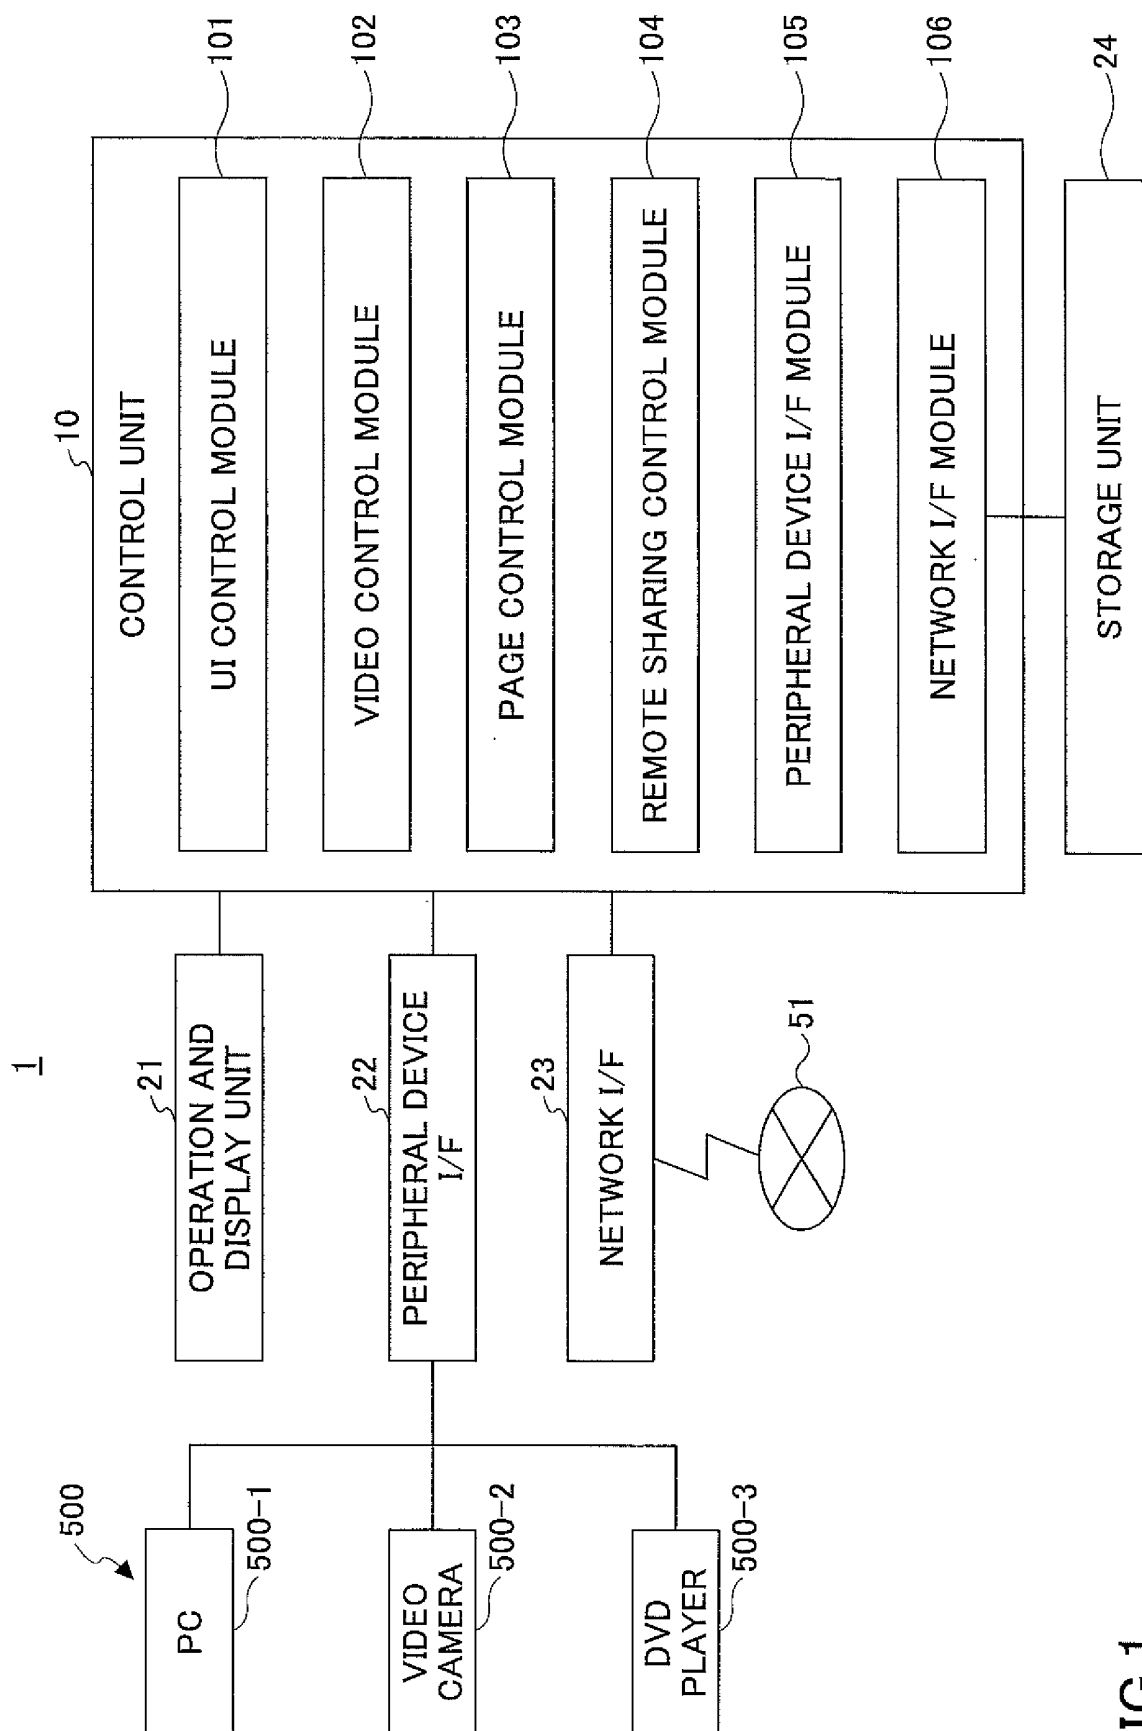 1
500
PC
500-1
VIDEO
CAMERA
500-2
DVD
PLAYER
500-3
21
OPERATION AND
DISPLAY UNIT
22
PERIPHERAL DEVICE
I/F
23
NETWORK I/F
51
10
CONTROL UNIT
UI CONTROL MODULE
101
VIDEO CONTROL MODULE
102
PAGE CONTROL MODULE
103
REMOTE SHARING CONTROL MODULE
104
PERIPHERAL DEVICE I/F MODULE
105
NETWORK I/F MODULE
106
STORAGE UNIT
24